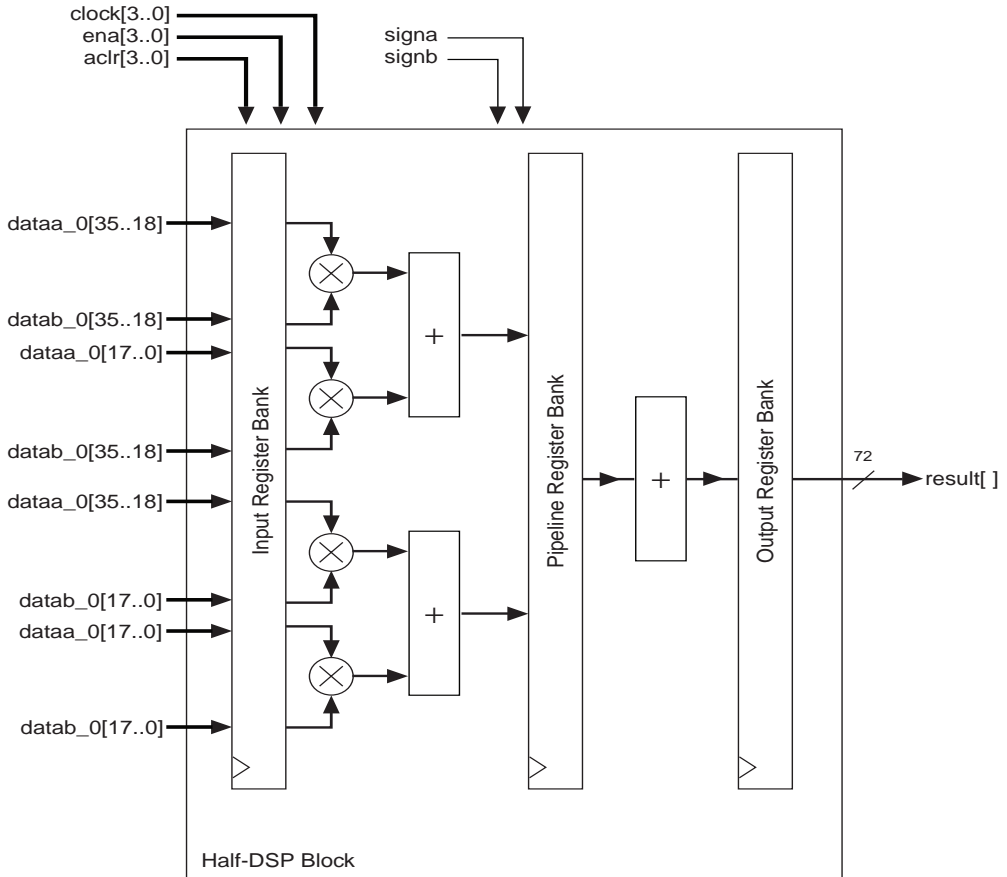 clock[3..0]
ena[3..0]
aclr[3..0]
signa
signb
dataa_0[35..18]
datab_0[35..18]
dataa_0[17..0]
datab_0[35..18]
dataa_0[35..18]
datab_0[17..0]
dataa_0[17..0]
datab_0[17..0]
Input Register Bank
+
+
Pipeline Register Bank
+
Output Register Bank
72
result[ ]
Half-DSP Block